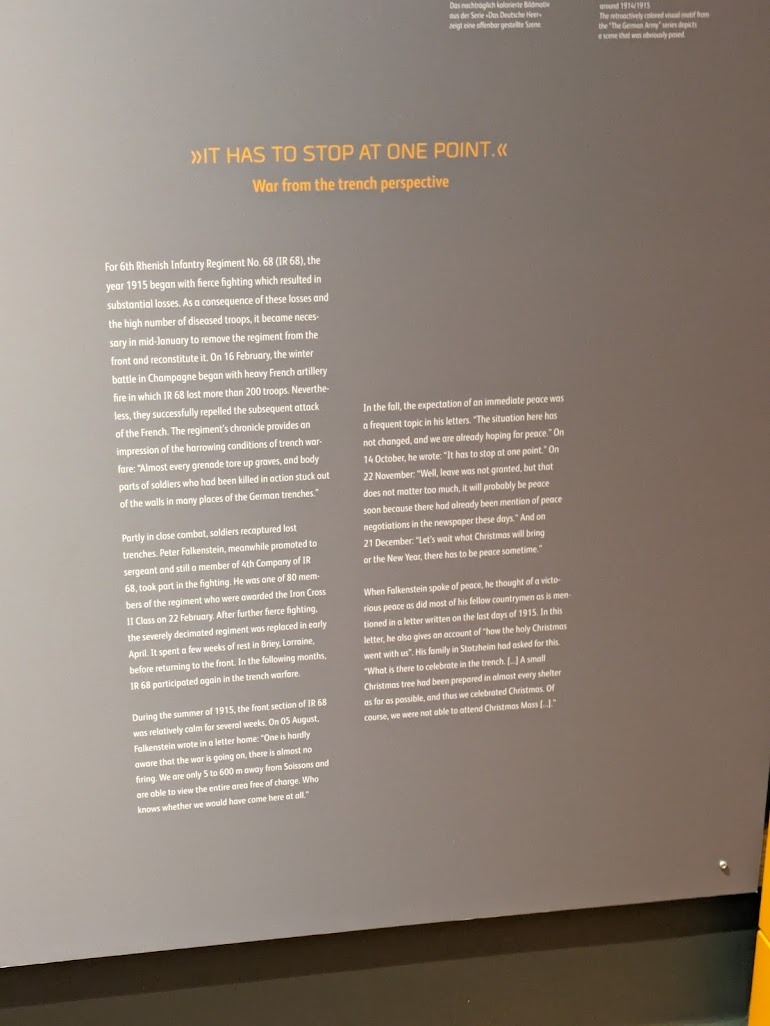 Das nachträglich kolorierte Bildmotiv
aus der Serie »Das Deutsche Heer«
zeigt eine offenbar gestellte Szene.
around 1914/1915
The retroactively colored visual motif from
the "The German Army" series depicts
a scene that was obviously posed.
»IT HAS TO STOP AT ONE POINT.«
War from the trench perspective
For 6th Rhenish Infantry Regiment No. 68 (IR 68), the
year 1915 began with fierce fighting which resulted in
substantial losses. As a consequence of these losses and
the high number of diseased troops, it became neces-
sary in mid-January to remove the regiment from the
front and reconstitute it. On 16 February, the winter
battle in Champagne began with heavy French artillery
fire in which IR 68 lost more than 200 troops. Neverthe-
less, they successfully repelled the subsequent attack
of the French. The regiment's chronicle provides an
impression of the harrowing conditions of trench war-
fare: "Almost every grenade tore up graves, and body
parts of soldiers who had been killed in action stuck out
of the walls in many places of the German trenches."
Partly in close combat, soldiers recaptured lost
trenches. Peter Falkenstein, meanwhile promoted to
sergeant and still a member of 4th Company of IR
68, took part in the fighting. He was one of 80 mem-
bers of the regiment who were awarded the Iron Cross
II Class on 22 February. After further fierce fighting,
the severely decimated regiment was replaced in early
April. It spent a few weeks of rest in Briey, Lorraine,
before returning to the front. In the following months,
IR 68 participated again in the trench warfare.
During the summer of 1915, the front section of IR 68
was relatively calm for several weeks. On 05 August,
Falkenstein wrote in a letter home: "One is hardly
aware that the war is going on, there is almost no
firing. We are only 5 to 600 m away from Soissons and
are able to view the entire area free of charge. Who
knows whether we would have come here at all."
In the fall, the expectation of an immediate peace was
a frequent topic in his letters. "The situation here has
not changed, and we are already hoping for peace." On
14 October, he wrote: "It has to stop at one point." On
22 November: "Well, leave was not granted, but that
does not matter too much, it will probably be peace
soon because there had already been mention of peace
negotiations in the newspaper these days." And on
21 December: "Let's wait what Christmas will bring
or the New Year, there has to be peace sometime."
When Falkenstein spoke of peace, he thought of a victo-
rious peace as did most of his fellow countrymen as is men-
tioned in a letter written on the last days of 1915. In this
letter, he also gives an account of "how the holy Christmas
went with us". His family in Stotzheim had asked for this.
"What is there to celebrate in the trench. [...] A small
Christmas tree had been prepared in almost every shelter
as far as possible, and thus we celebrated Christmas. Of
course, we were not able to attend Christmas Mass [...]."